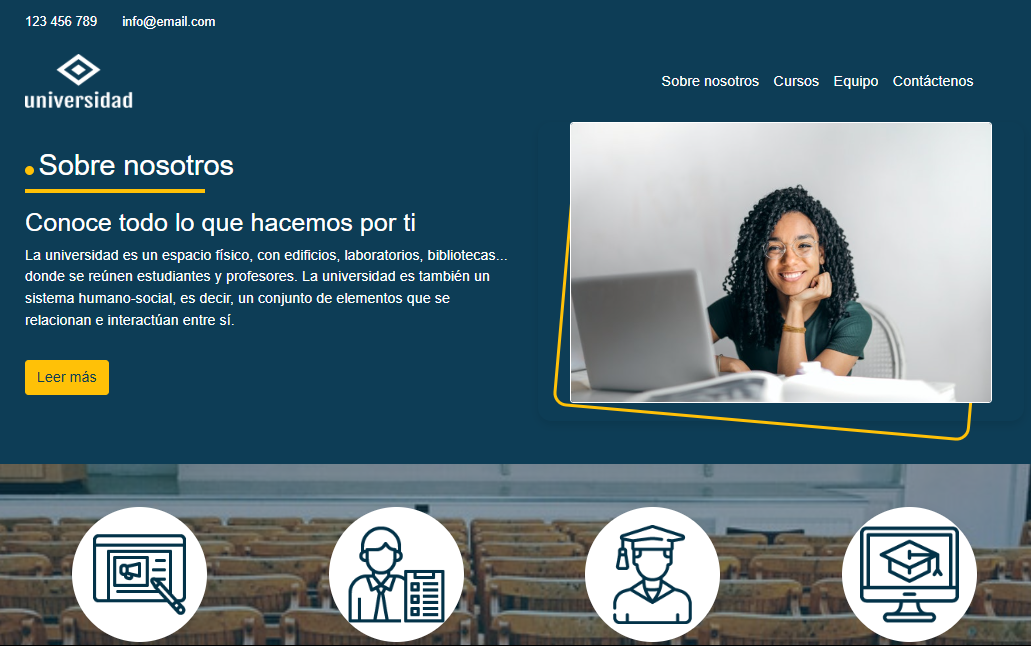 123 456 789 info@email.com
universidad
Sobre nosotros Cursos Equipo Contáctenos
Sobre nosotros
Conoce todo lo que hacemos por ti
La universidad es un espacio físico, con edificios, laboratorios, bibliotecas...
donde se reúnen estudiantes y profesores. La universidad es también un
sistema humano-social, es decir, un conjunto de elementos que se
relacionan e interactúan entre sí.
Leer más